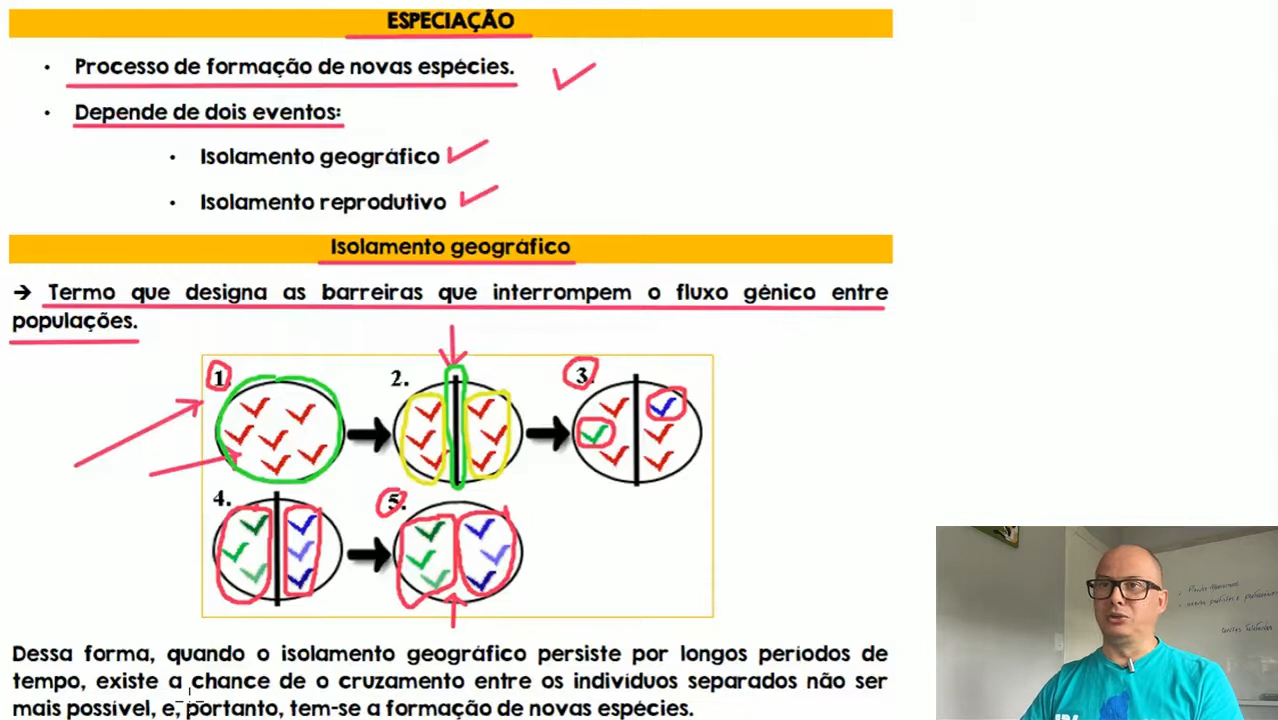 ESPECIAÇÃO
• Processo de formação de novas espécies.
• Depende de dois eventos:
• Isolamento geográfico
• Isolamento reprodutivo
Isolamento geográfico
→ Termo que designa as barreiras que interrompem o fluxo gênico entre
populações.
1.
2.
3.
4.
5.
Dessa forma, quando o isolamento geográfico persiste por longos períodos de
tempo, existe a chance de o cruzamento entre os indivíduos separados não ser
mais possível, e, portanto, tem-se a formação de novas espécies.